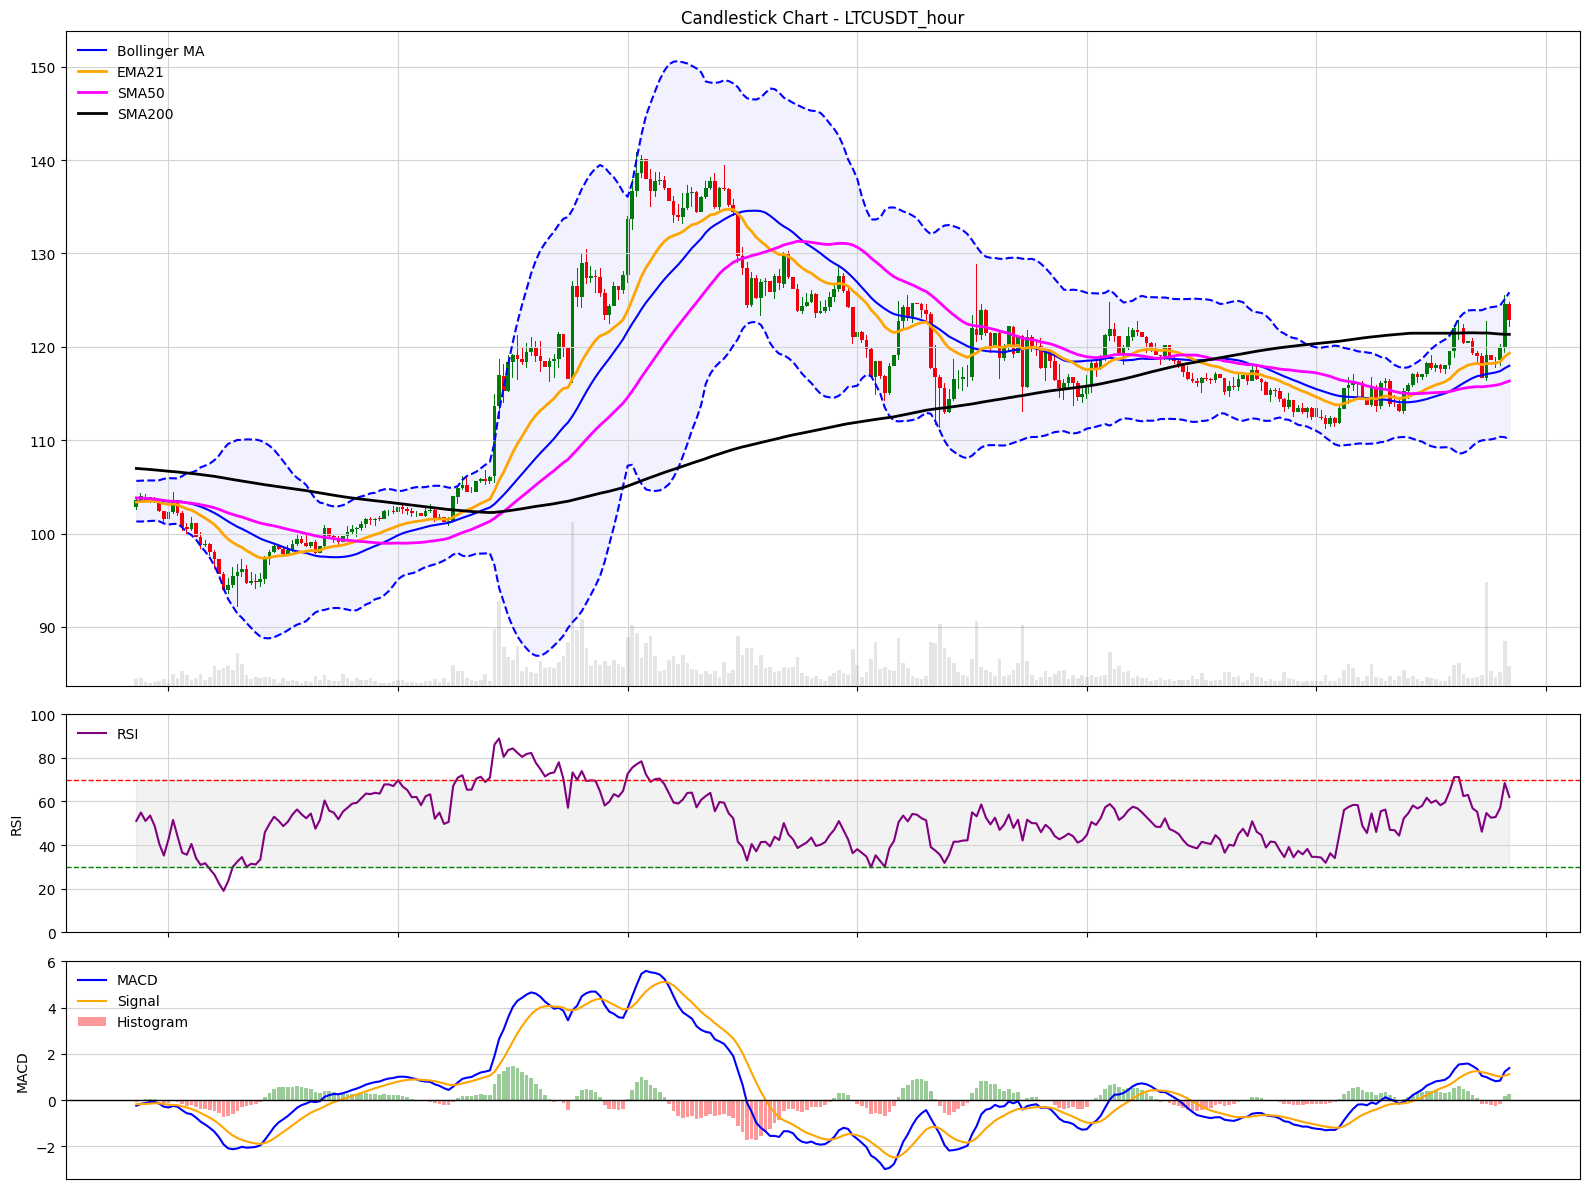 Candlestick Chart - LTCUSDT_hour
Bollinger MA
EMA21
SMA50
SMA200
150
140
130
120
110
100
90
RSI
100
80
60
40
20
0
RSI
MACD
Signal
Histogram
6
4
2
0
−2
MACD